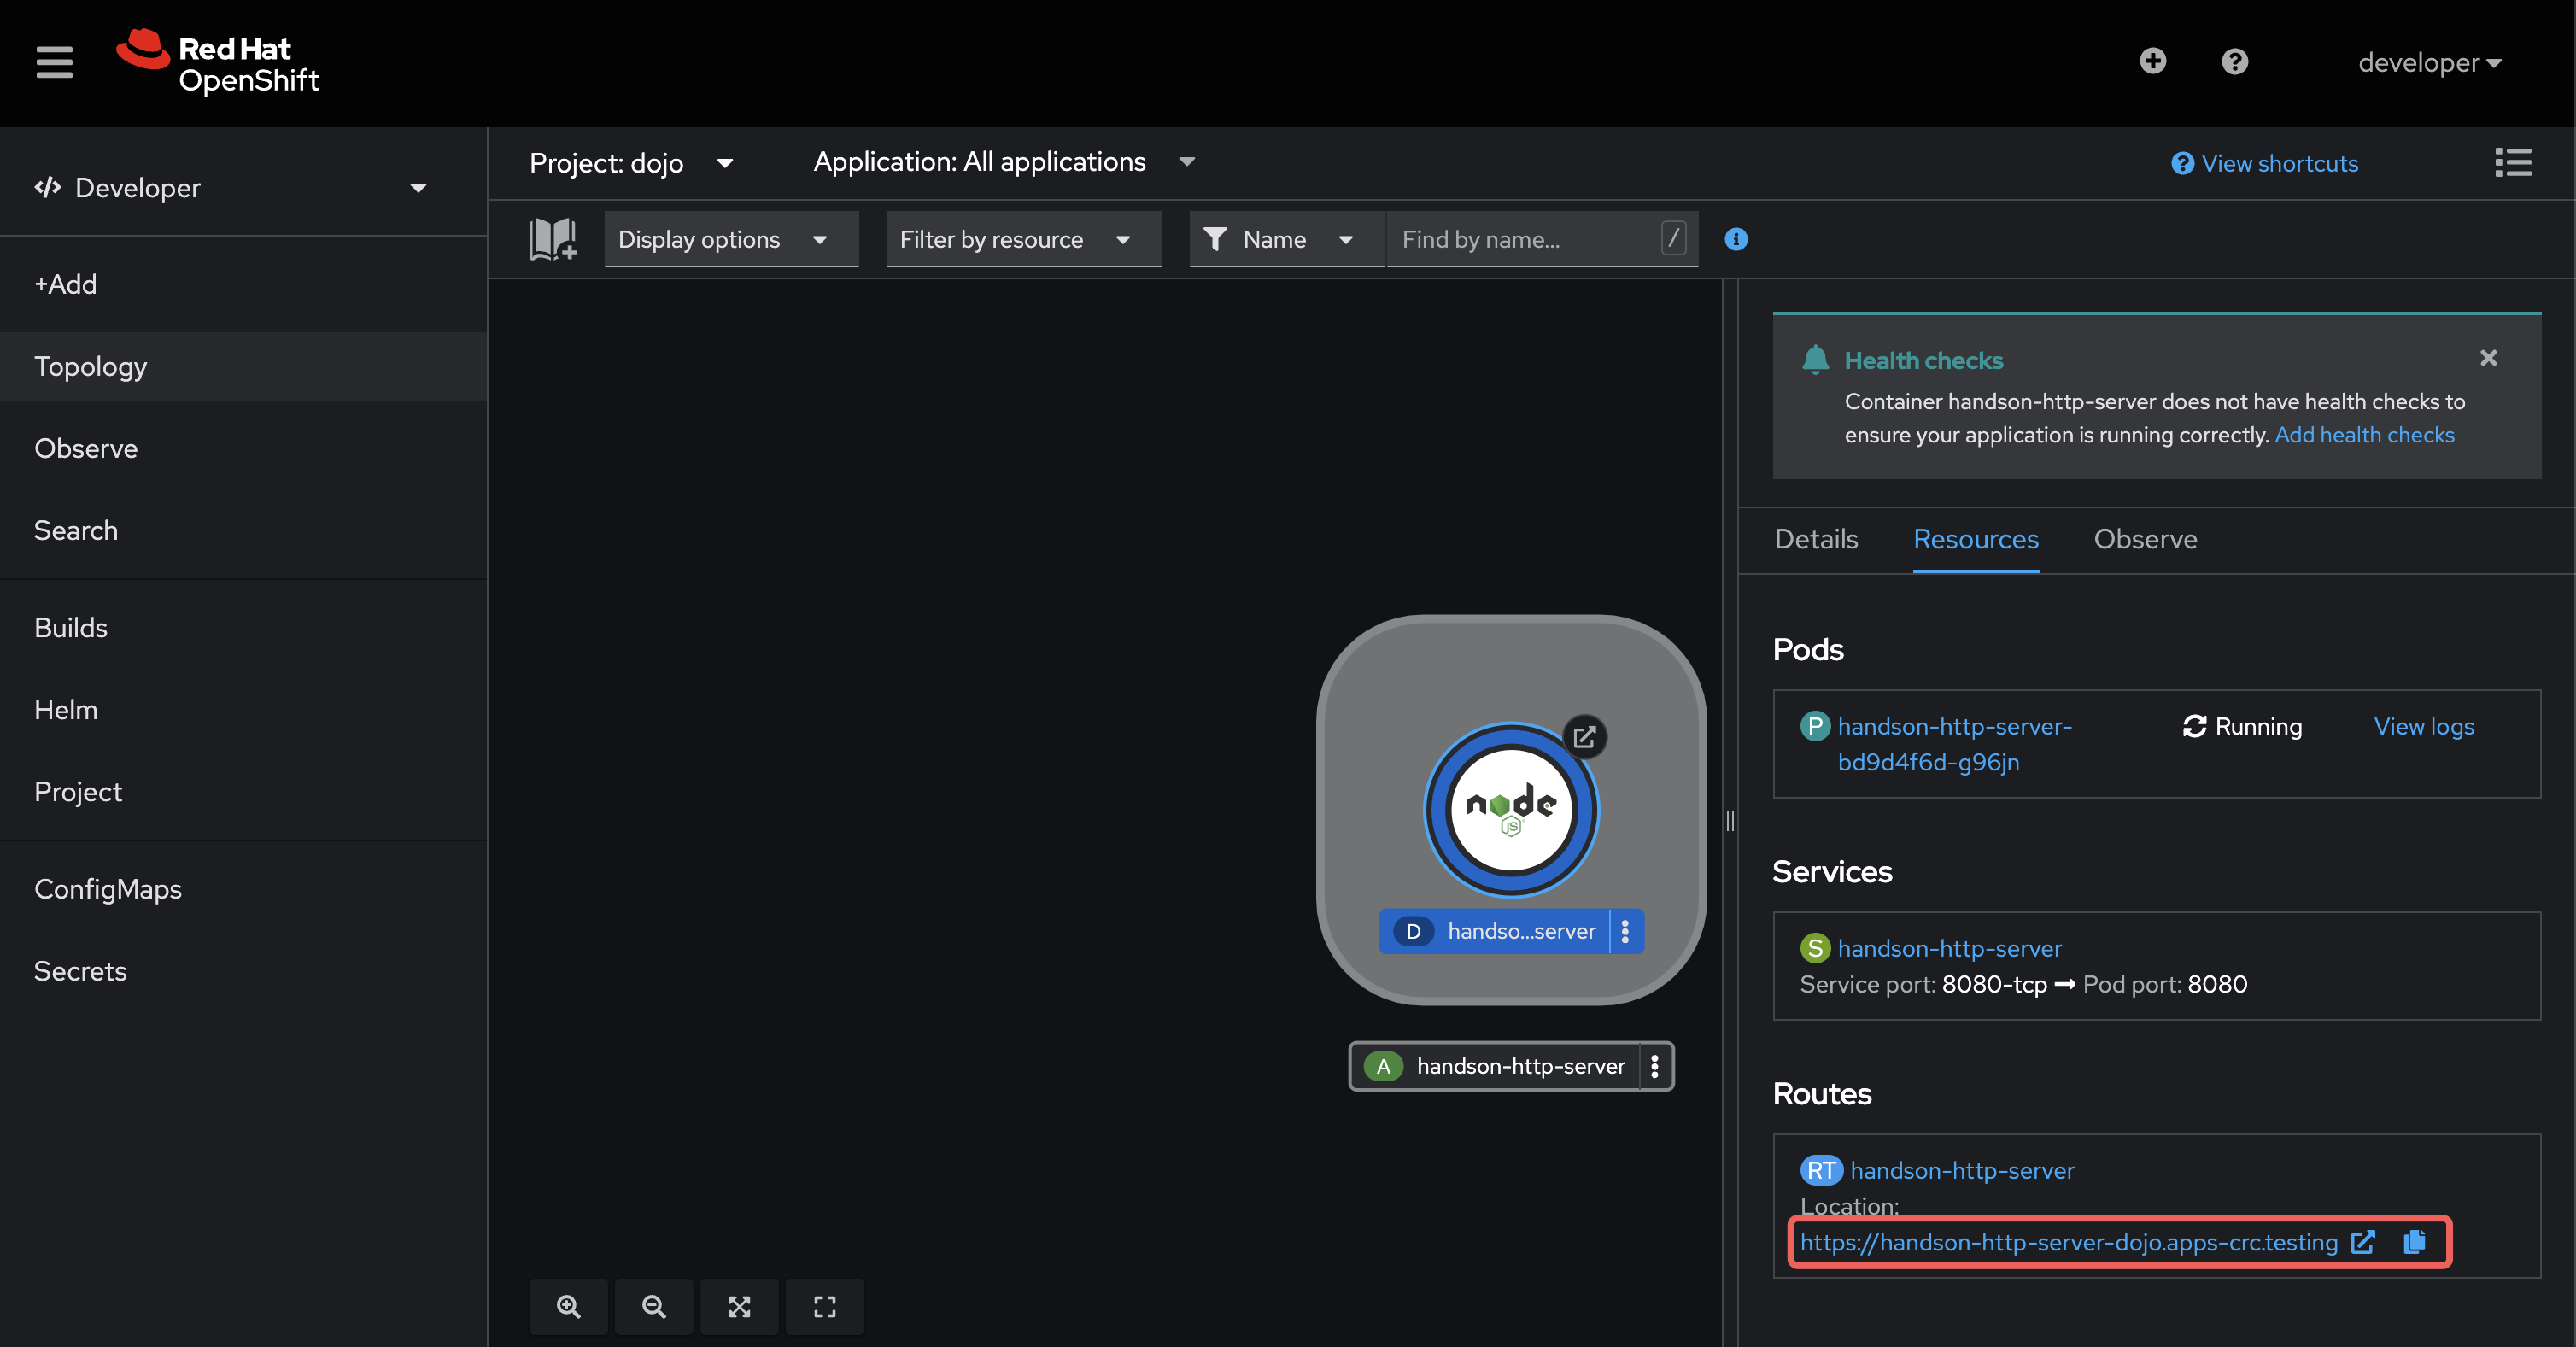 Red Hat
OpenShift
developer
Developer
+Add
Topology
Observe
Search
Builds
Helm
Project
ConfigMaps
Secrets
Project: dojo
Application: All applications
View shortcuts
Display options
Filter by resource
Name
Find by name...
/
node
JS
D handso...server
A handson-http-server
Health checks
Container handson-http-server does not have health checks to
ensure your application is running correctly. Add health checks
Details
Resources
Observe
Pods
P handson-http-server-
bd9d4f6d-g96jn
Running
View logs
Services
S handson-http-server
Service port: 8080-tcp → Pod port: 8080
Routes
RT handson-http-server
Location:
https://handson-http-server-dojo.apps-crc.testing